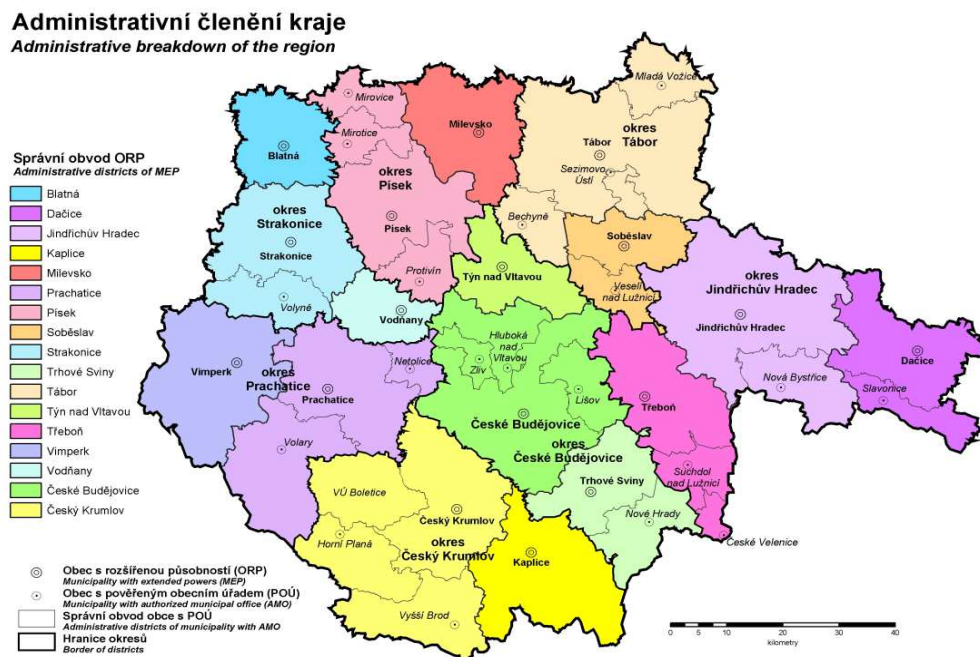 Administrativní členění kraje
Administrative breakdown of the region
Správní obvod ORP
Administrative districts of MEP
Blatná
Dačice
Jindřichův Hradec
Kaplice
Milevsko
Prachatice
Písek
Soběslav
Strakonice
Trhové Sviny
Tábor
Týn nad Vltavou
Třeboň
Vimperk
Vodňany
České Budějovice
Český Krumlov
Obec s rozšířenou působností (ORP)
Municipality with extended powers (MEP)
Obec s pověřeným obecním úřadem (POÚ)
Municipality with authorized municipal office (AMO)
Správní obvod obce s POÚ
Administrative districts of municipality with AMO
Hranice okresů
Border of districts
Mladá Vožice
Mirovice
Milevsko
Mirotice
okres
Tábor
Tábor
Blatná
Sezimovo
Ústí
okres
Písek
Písek
Bechyně
okres
Strakonice
Strakonice
Soběslav
Protivín
Týn nad Vltavou
Veselí
nad Lužnicí
okres
Jindřichův Hradec
Jindřichův Hradec
Volyně
Vodňany
Hluboká
nad
Vltavou
Zliv
Dačice
Vimperk
Netolice
okres
Prachatice
Prachatice
Nová Bystřice
Slavonice
Lišov
Třeboň
České Budějovice
okres
České Budějovice
Volary
Suchdol
nad Lužnicí
Trhové Sviny
VÚ Boletice
Český Krumlov
Nové Hrady
České Velenice
Horní Planá
okres
Český Krumlov
Kaplice
Vyšší Brod
0 5 10 20 30 40
kilometry